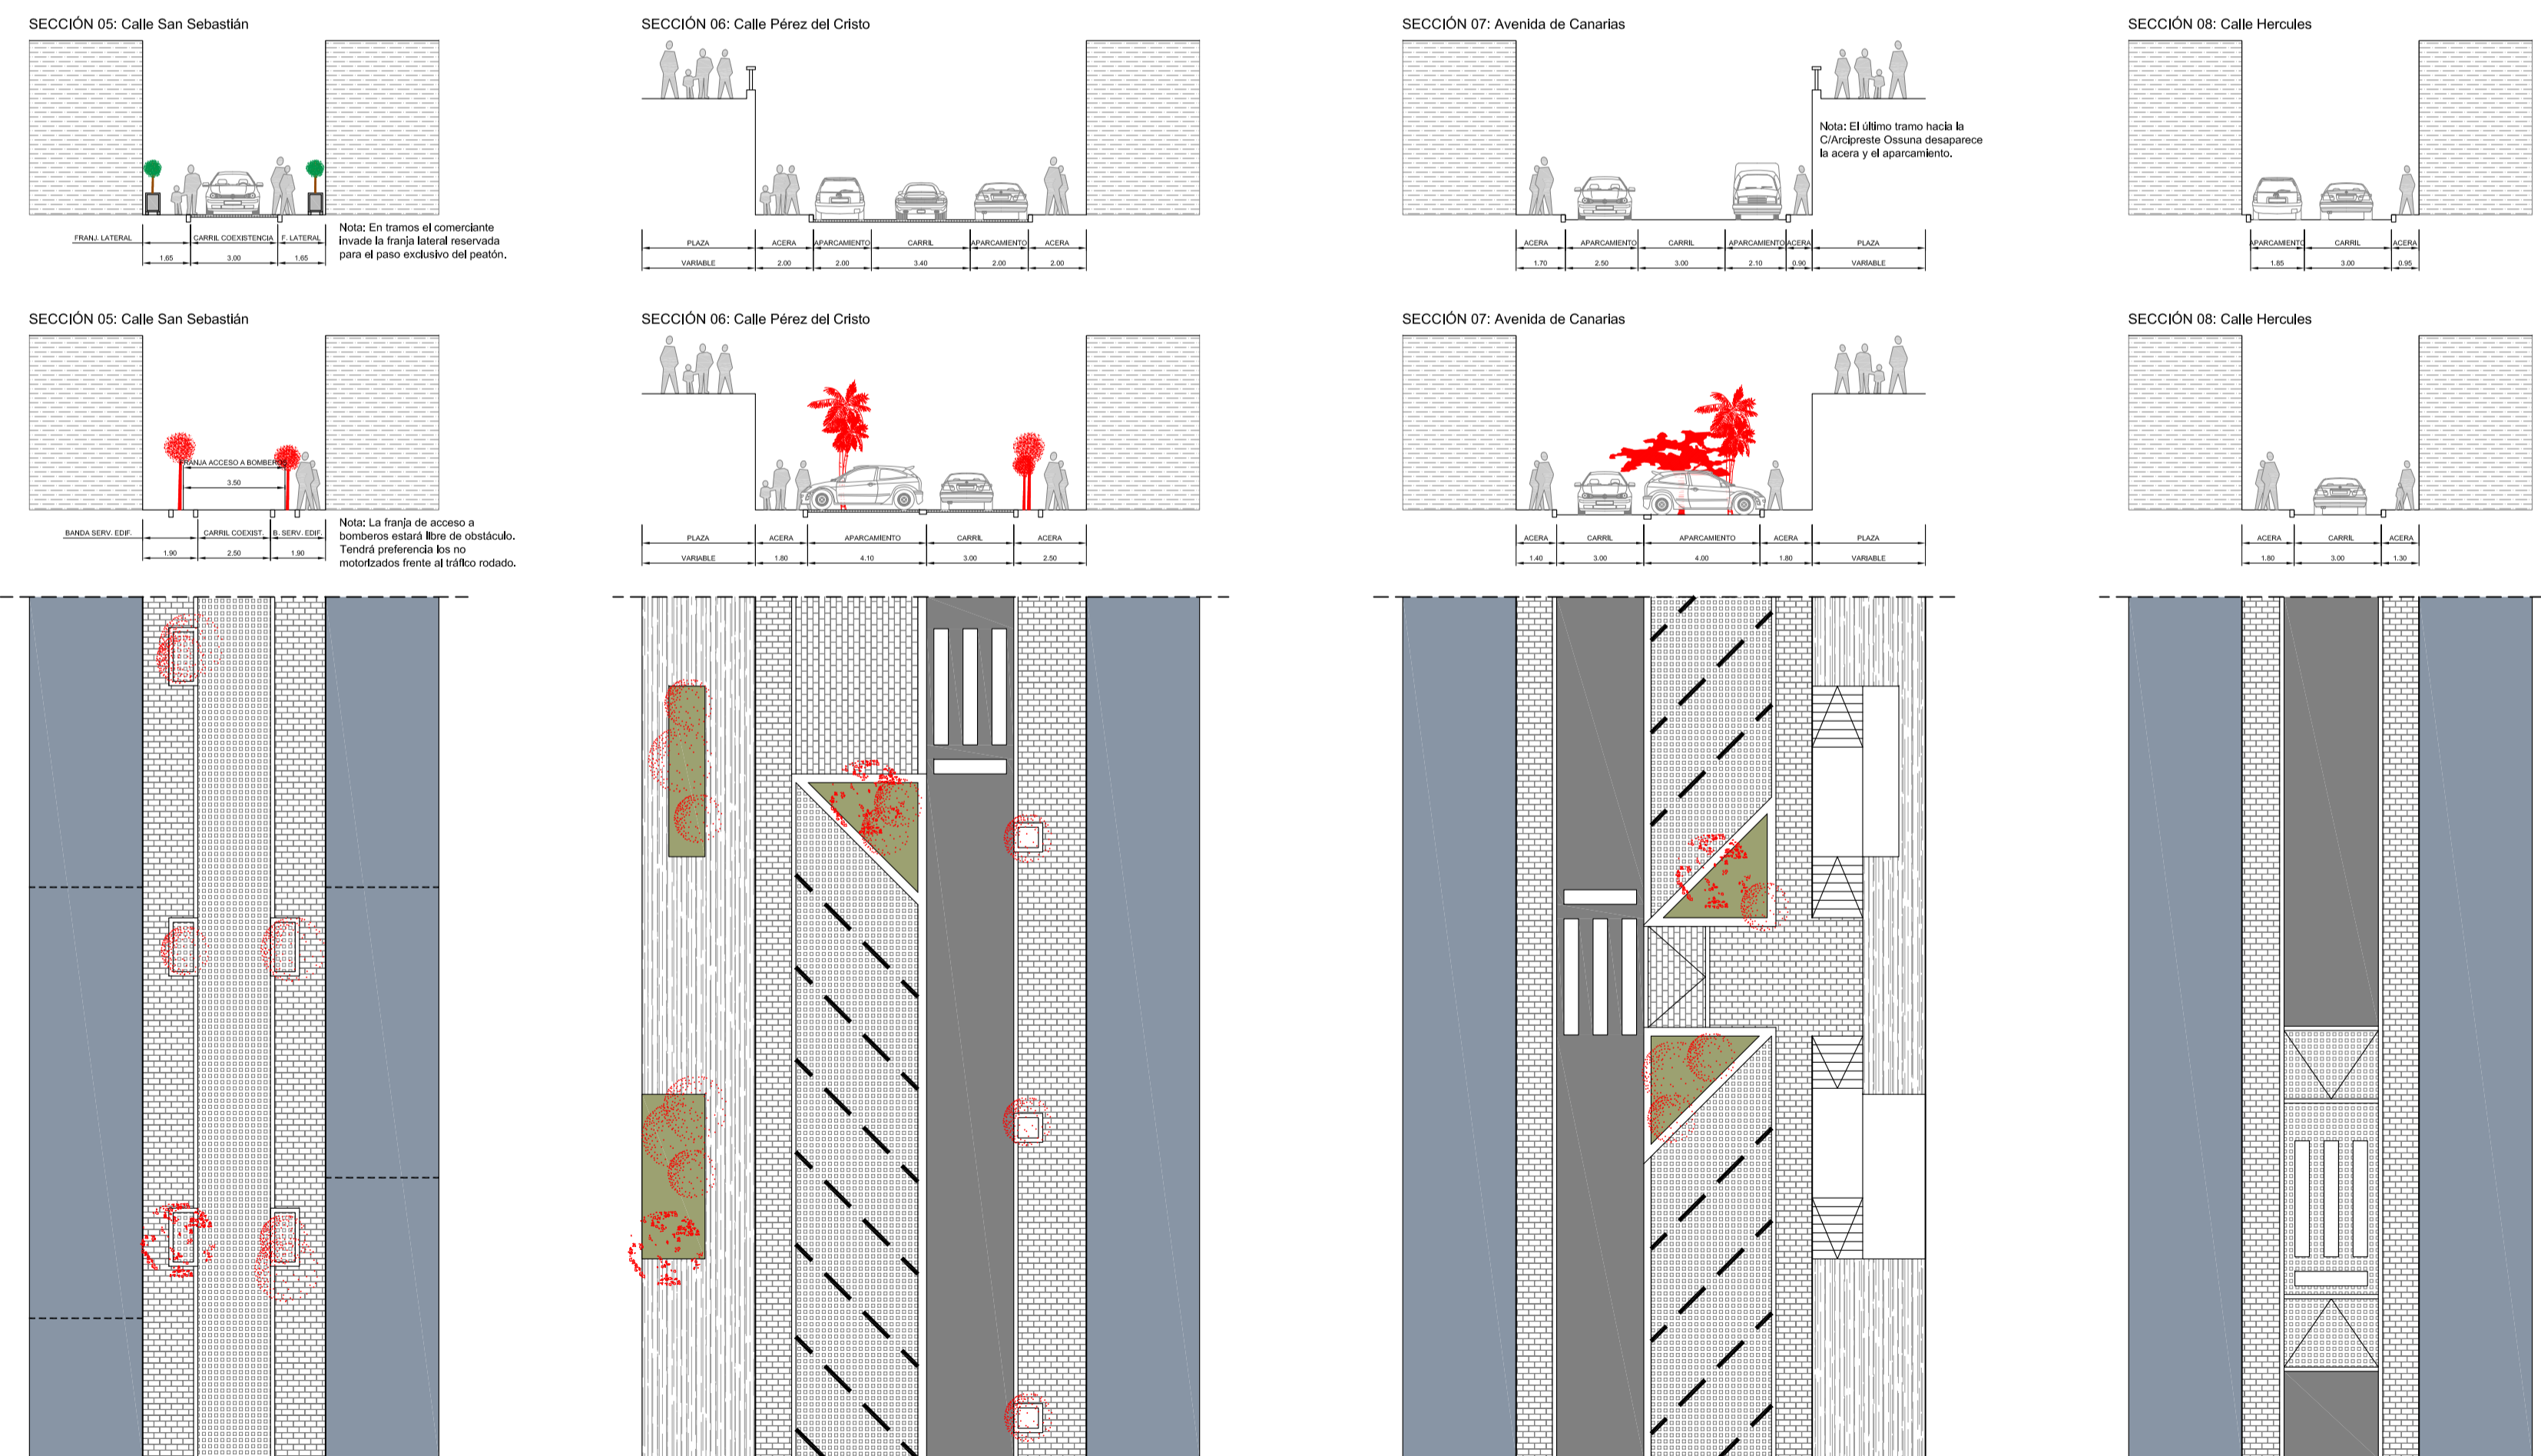 SECCIÓN 05: Calle San Sebastián
FRANJ. LATERAL
CARRIL COEXISTENCIA
F. LATERAL
1.65
3.00
1.65
Nota: En tramos el comerciante
invade la franja lateral reservada
para el paso exclusivo del peatón.
SECCIÓN 06: Calle Pérez del Cristo
PLAZA
ACERA
APARCAMIENTO
CARRIL
APARCAMIENTO
ACERA
VARIABLE
2.00
2.00
3.40
2.00
2.00
SECCIÓN 07: Avenida de Canarias
Nota: El último tramo hacia la
C/Arcipreste Ossuna desaparece
la acera y el aparcamiento.
ACERA
APARCAMIENTO
CARRIL
APARCAMIENTO
ACERA
PLAZA
1.70
2.50
3.00
2.10
0.90
VARIABLE
SECCIÓN 08: Calle Hercules
APARCAMIENTO
CARRIL
ACERA
1.85
3.00
0.95
SECCIÓN 05: Calle San Sebastián
FRANJA ACCESO A BOMBEROS
3.50
BANDA SERV. EDIF.
CARRIL COEXIST.
B. SERV. EDIF.
1.90
2.50
1.90
Nota: La franja de acceso a
bomberos estará libre de obstáculo.
Tendrá preferencia los no
motorizados frente al tráfico rodado.
SECCIÓN 06: Calle Pérez del Cristo
PLAZA
ACERA
APARCAMIENTO
CARRIL
ACERA
VARIABLE
1.80
4.10
3.00
2.50
SECCIÓN 07: Avenida de Canarias
ACERA
CARRIL
APARCAMIENTO
ACERA
PLAZA
1.40
3.00
4.00
1.80
VARIABLE
SECCIÓN 08: Calle Hercules
ACERA
CARRIL
ACERA
1.80
3.00
1.30